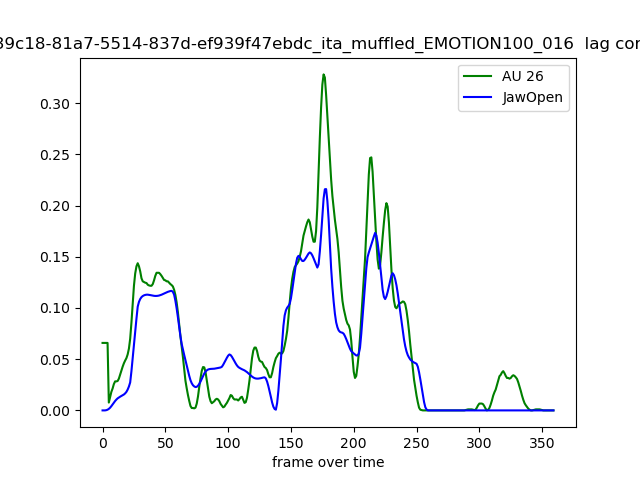 39c18-81a7-5514-837d-ef939f47ebdc_ita_muffled_EMOTION100_016 lag
AU 26
JawOpen
0.30
0.25
0.20
0.15
0.10
0.05
0.00
0 50 100 150 200 250 300 350
frame over time